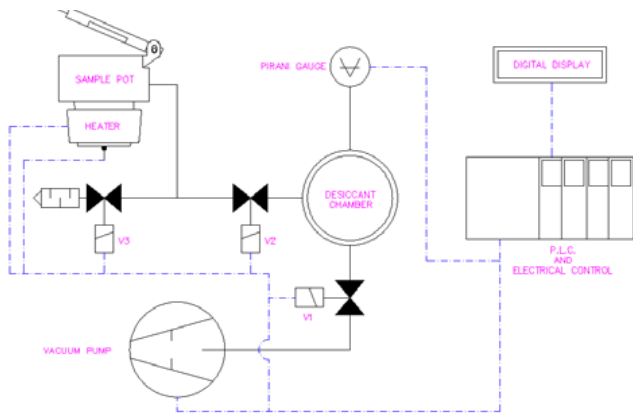 SAMPLE POT
HEATER
PIRANI GAUGE
DIGITAL DISPLAY
DESICCANT
CHAMBER
V3
V2
P.L.C.
AND
ELECTRICAL CONTROL
V1
VACUUM PUMP